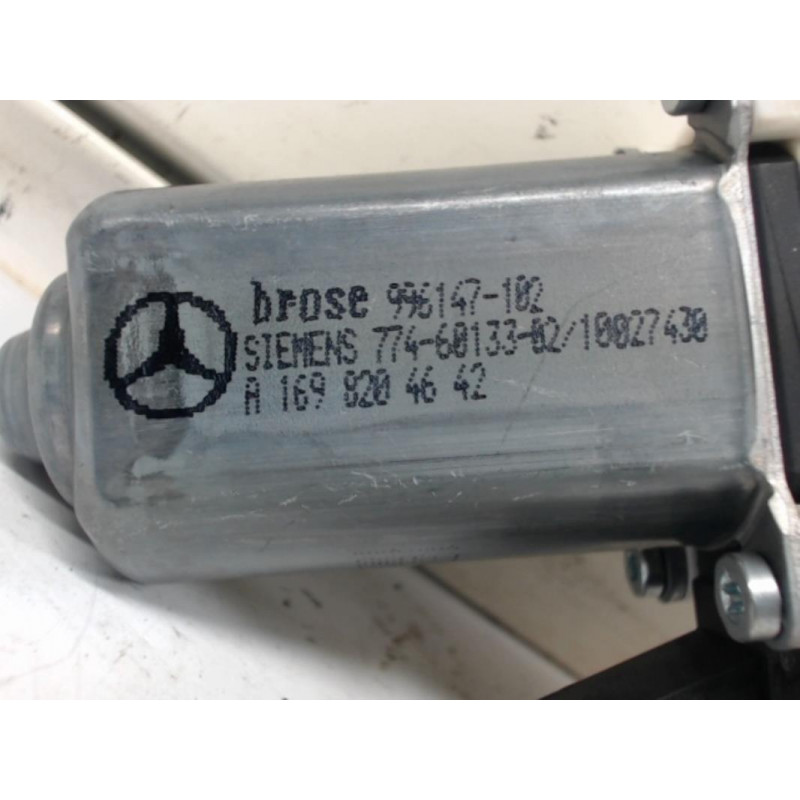 brose 996147-102
SIEMENS 774-60133-02/10027430
A 169 820 46 42